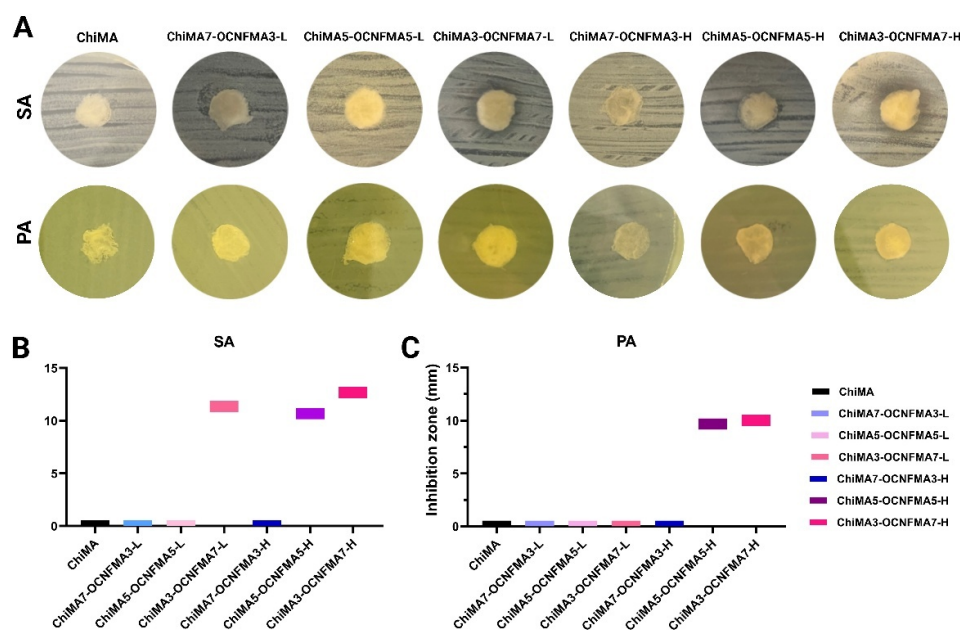 A
ChiMA ChiMA7-OCNFMA3-L ChiMA5-OCNFMA5-L ChiMA3-OCNFMA7-L ChiMA7-OCNFMA3-H ChiMA5-OCNFMA5-H ChiMA3-OCNFMA7-H
SA
PA
B
SA
15
10
5
0
ChiMA
ChiMA7-OCNFMA3-L
ChiMA5-OCNFMA5-L
ChiMA3-OCNFMA7-L
ChiMA7-OCNFMA3-H
ChiMA5-OCNFMA5-H
ChiMA3-OCNFMA7-H
C
PA
Inhibition zone (mm)
15
10
5
0
ChiMA
ChiMA7-OCNFMA3-L
ChiMA5-OCNFMA5-L
ChiMA3-OCNFMA7-L
ChiMA7-OCNFMA3-H
ChiMA5-OCNFMA5-H
ChiMA3-OCNFMA7-H
ChiMA
ChiMA7-OCNFMA3-L
ChiMA5-OCNFMA5-L
ChiMA3-OCNFMA7-L
ChiMA7-OCNFMA3-H
ChiMA5-OCNFMA5-H
ChiMA3-OCNFMA7-H